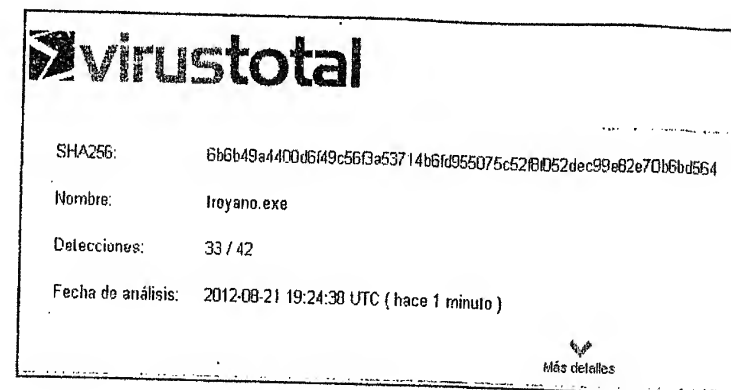 virustotal
SHA256:
Nombre: troyano.exe
Detecciones: 33 / 42
Fecha de análisis: 2012-08-21 19:24:38 UTC ( hace 1 minuto )
Más detalles